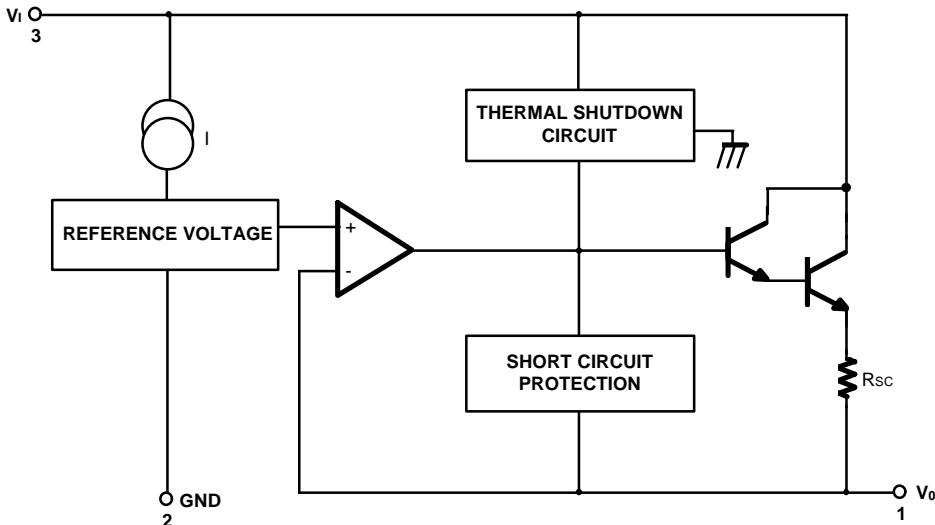 VI
3
THERMAL SHUTDOWN
CIRCUIT
I
REFERENCE VOLTAGE
+
-
SHORT CIRCUIT
PROTECTION
RSC
GND
2
V0
1